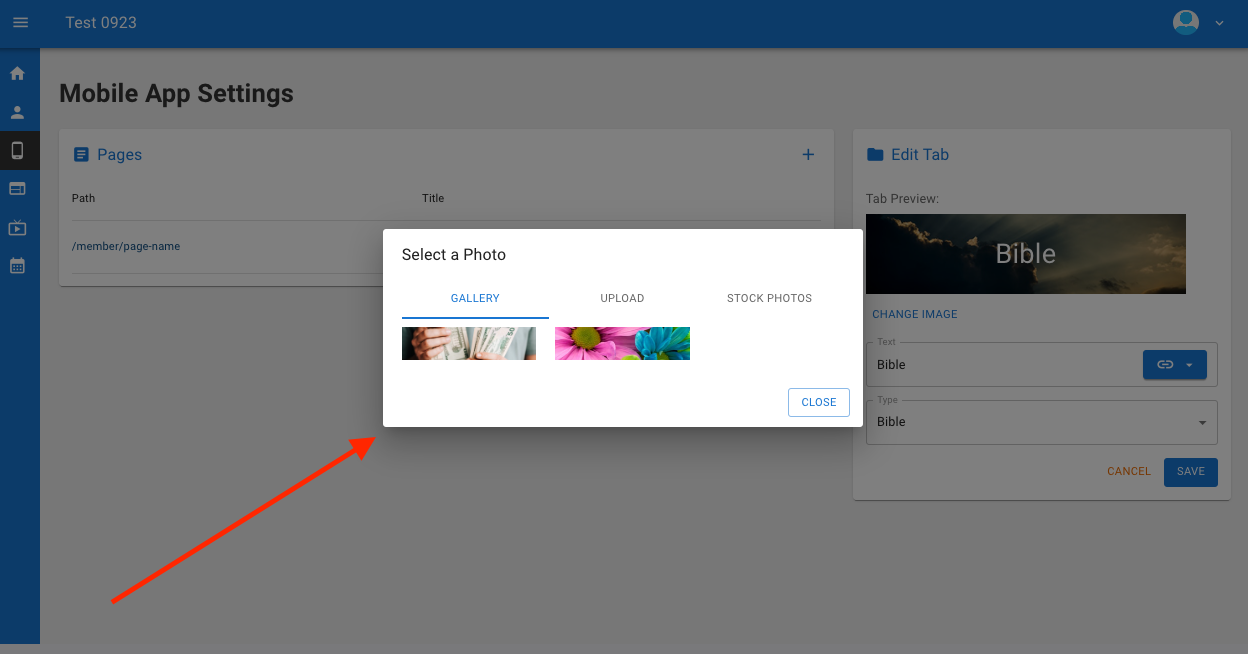 Test 0923
Mobile App Settings
Pages
Path Title
/member/page-name
Edit Tab
Tab Preview:
Bible
CHANGE IMAGE
Text
Bible
Type
Bible
CANCEL SAVE
Select a Photo
GALLERY UPLOAD STOCK PHOTOS
CLOSE